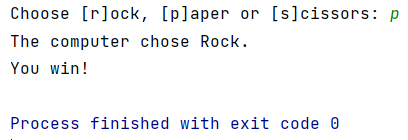 Choose [r]ock, [p]aper or [s]cissors: p
The computer chose Rock.
You win!
Process finished with exit code 0